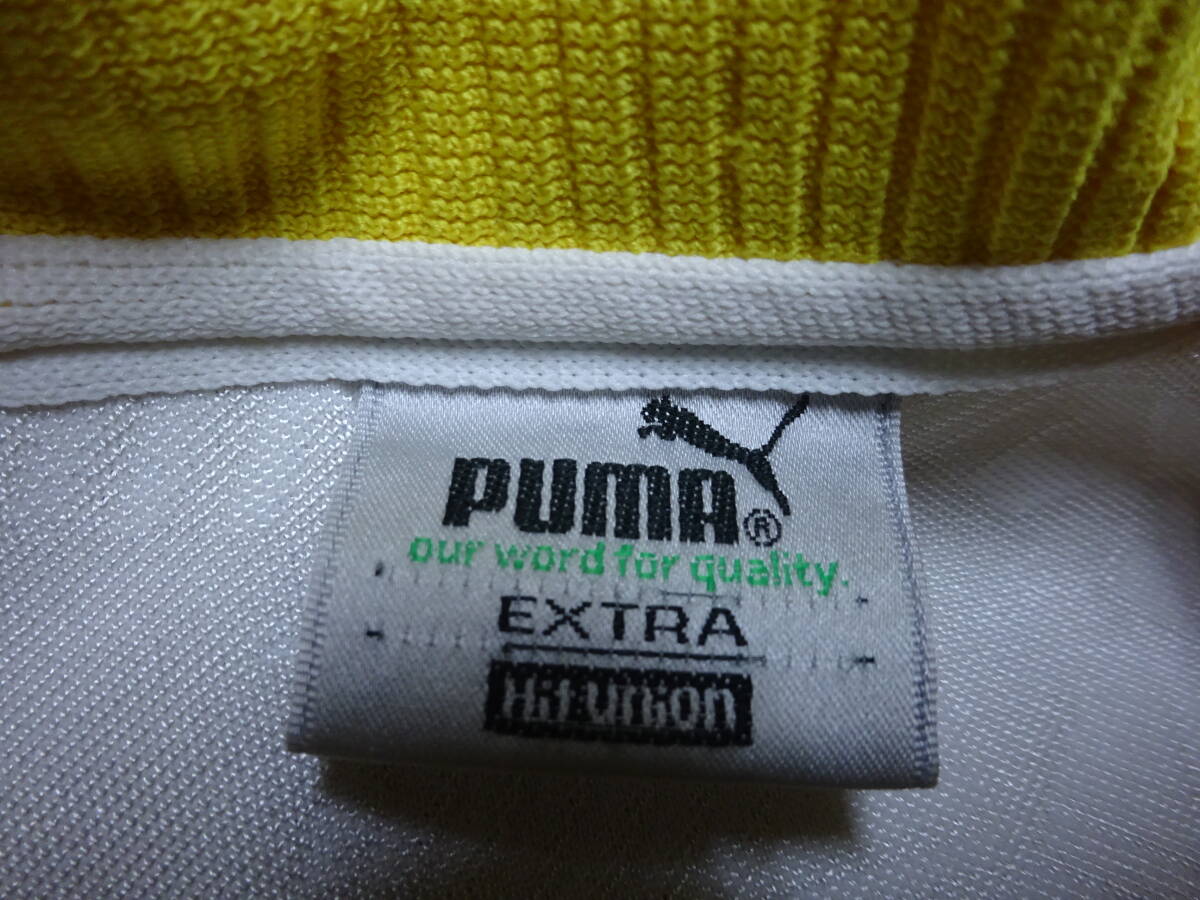 PUMA®
our word for quality.
EXTRA
Hit:Union